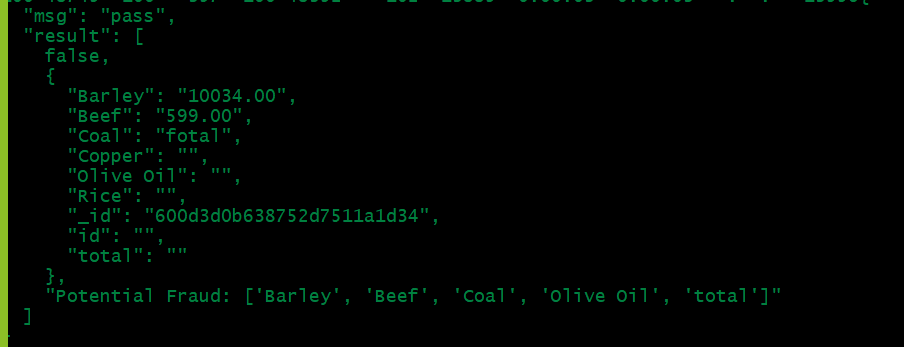 "msg": "pass",
"result": [
false,
{
"Barley": "10034.00",
"Beef": "599.00",
"Coal": "fotal",
"Copper": "",
"Olive Oil": "",
"Rice": "",
"_id": "600d3d0b638752d7511a1d34",
"id": "",
"total": ""
},
"Potential Fraud: ['Barley', 'Beef', 'Coal', 'Olive Oil', 'total']"
]